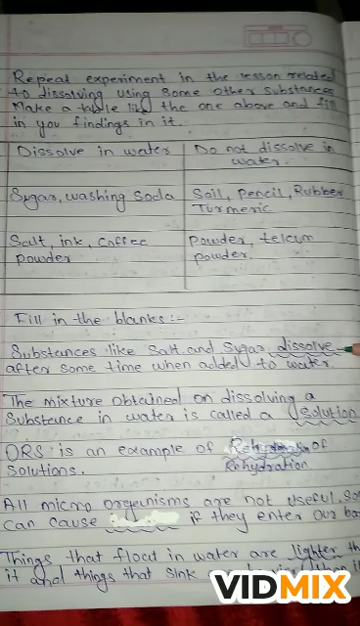 Repeat experiment in the lesson related
to dissolving using some other substances
Make a table like the one above and fill
in you findings in it.
Dissolve in water
Do not dissolve in
water.
Sugar, washing Soda
Soil, Pencil, Rubber
Turmeric
Salt, ink, coffee
powder
Powder, telcum
powder.
Fill in the blanks :-
Substances like Salt and Sugar dissolve
after some time when added to water.
The mixture obtained on dissolving a
Substance in water is called a solution
ORS is an example of of
Solutions.
Rehydration
All micro orgeunisms are not useful. So
can cause if they enter our
Things that float in water are lighter
it and things that sink
VIDMIX